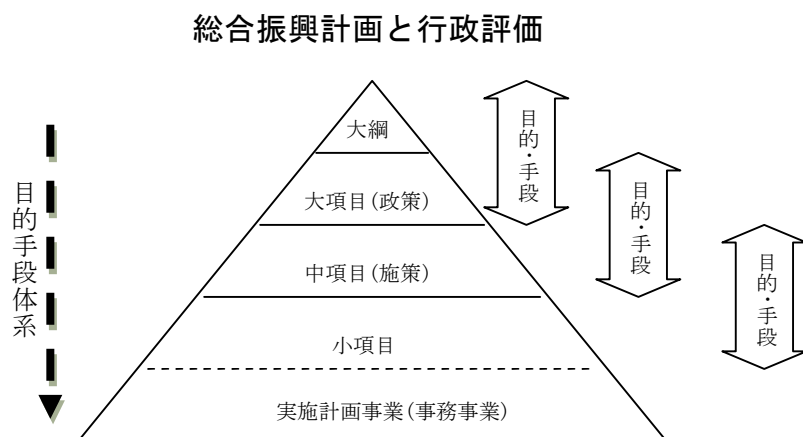 総合振興計画と行政評価
大綱
大項目(政策)
中項目(施策)
小項目
実施計画事業(事務事業)
目的手段体系
目的・手段
目的・手段
目的・手段